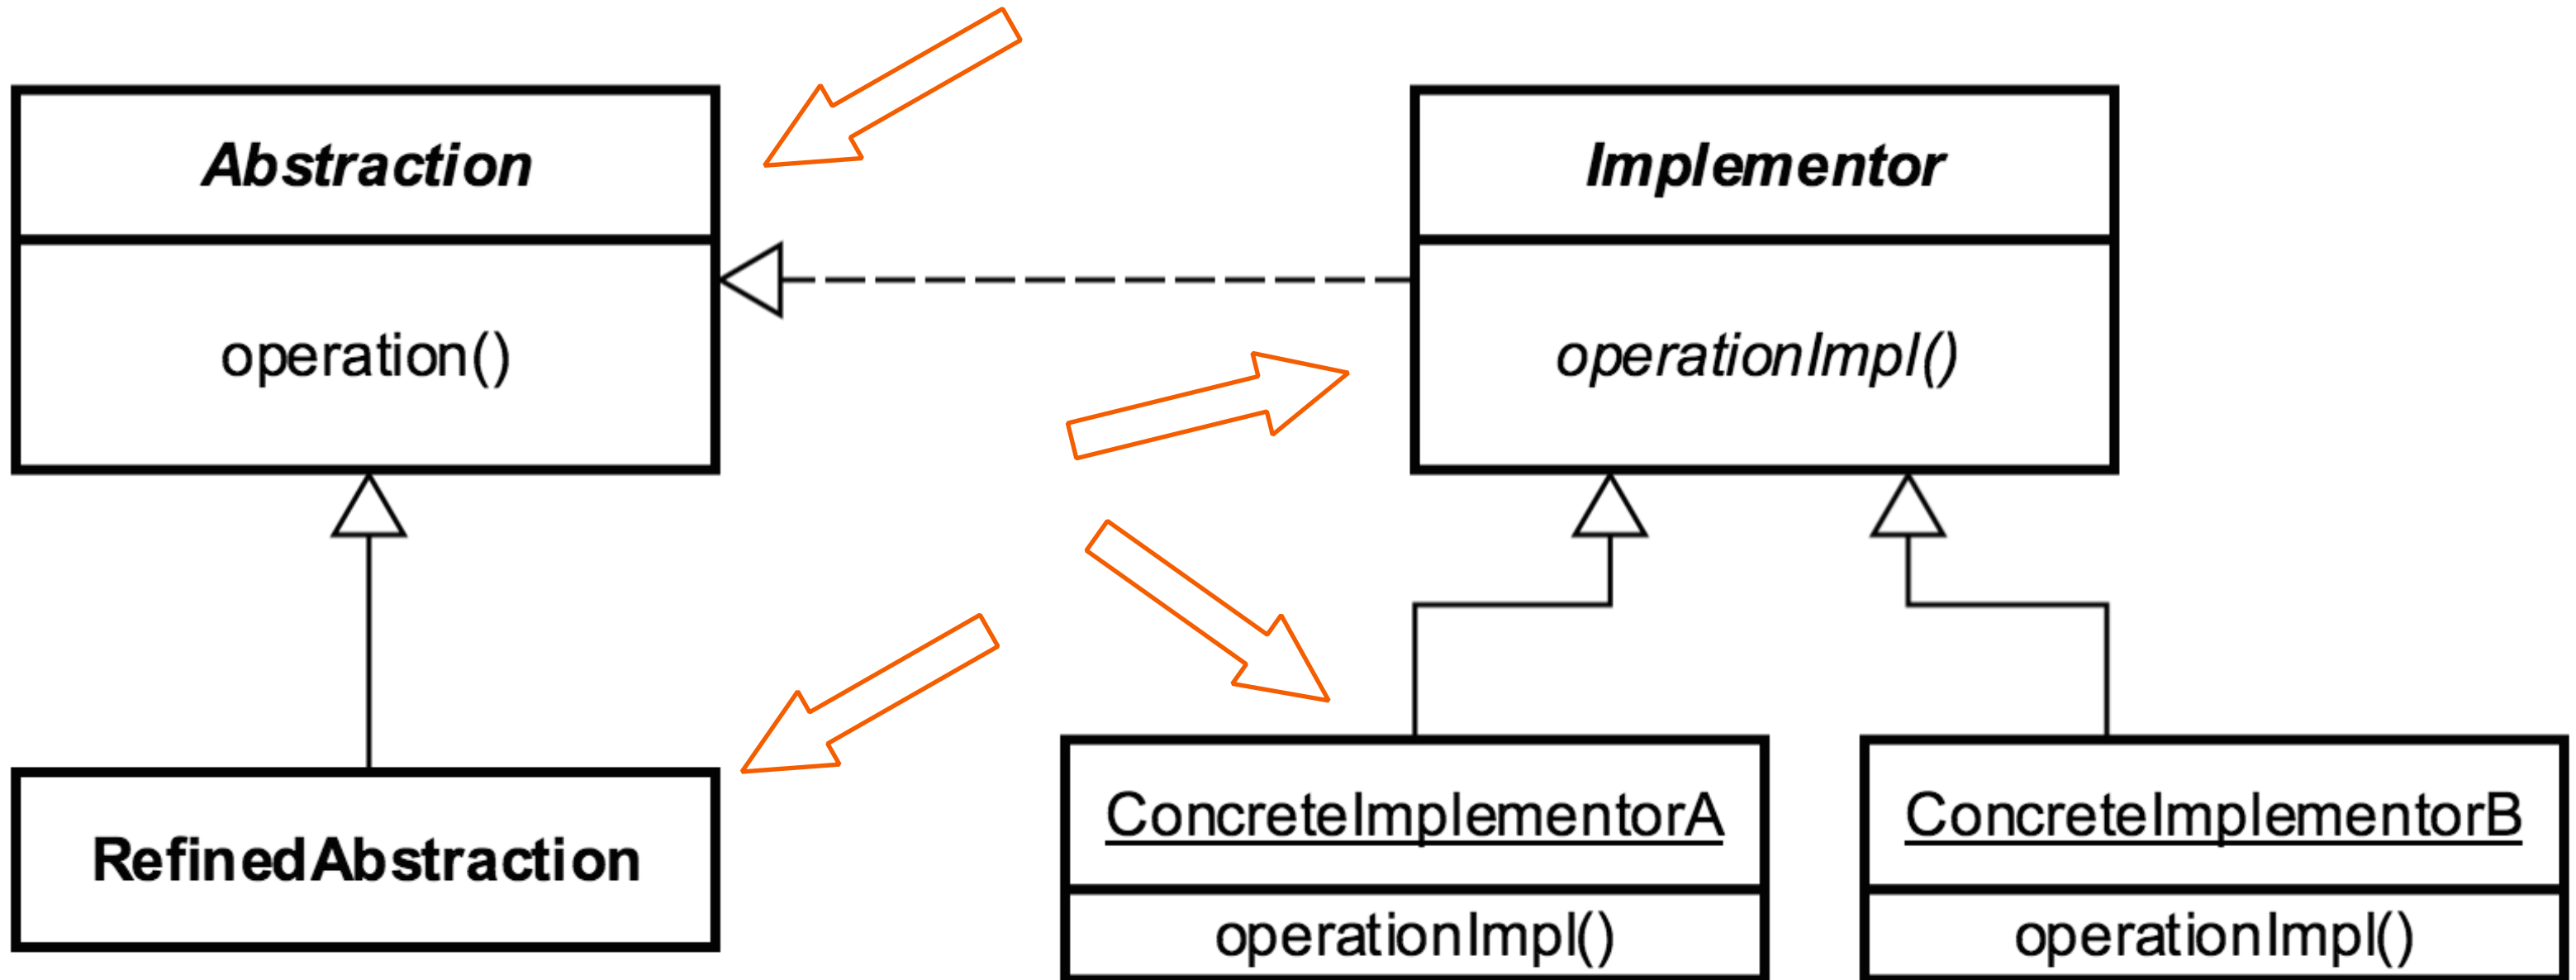 Abstraction
operation()
Implementor
operationImpl()
RefinedAbstraction
ConcreteImplementorA
operationImpl()
ConcreteImplementorB
operationImpl()